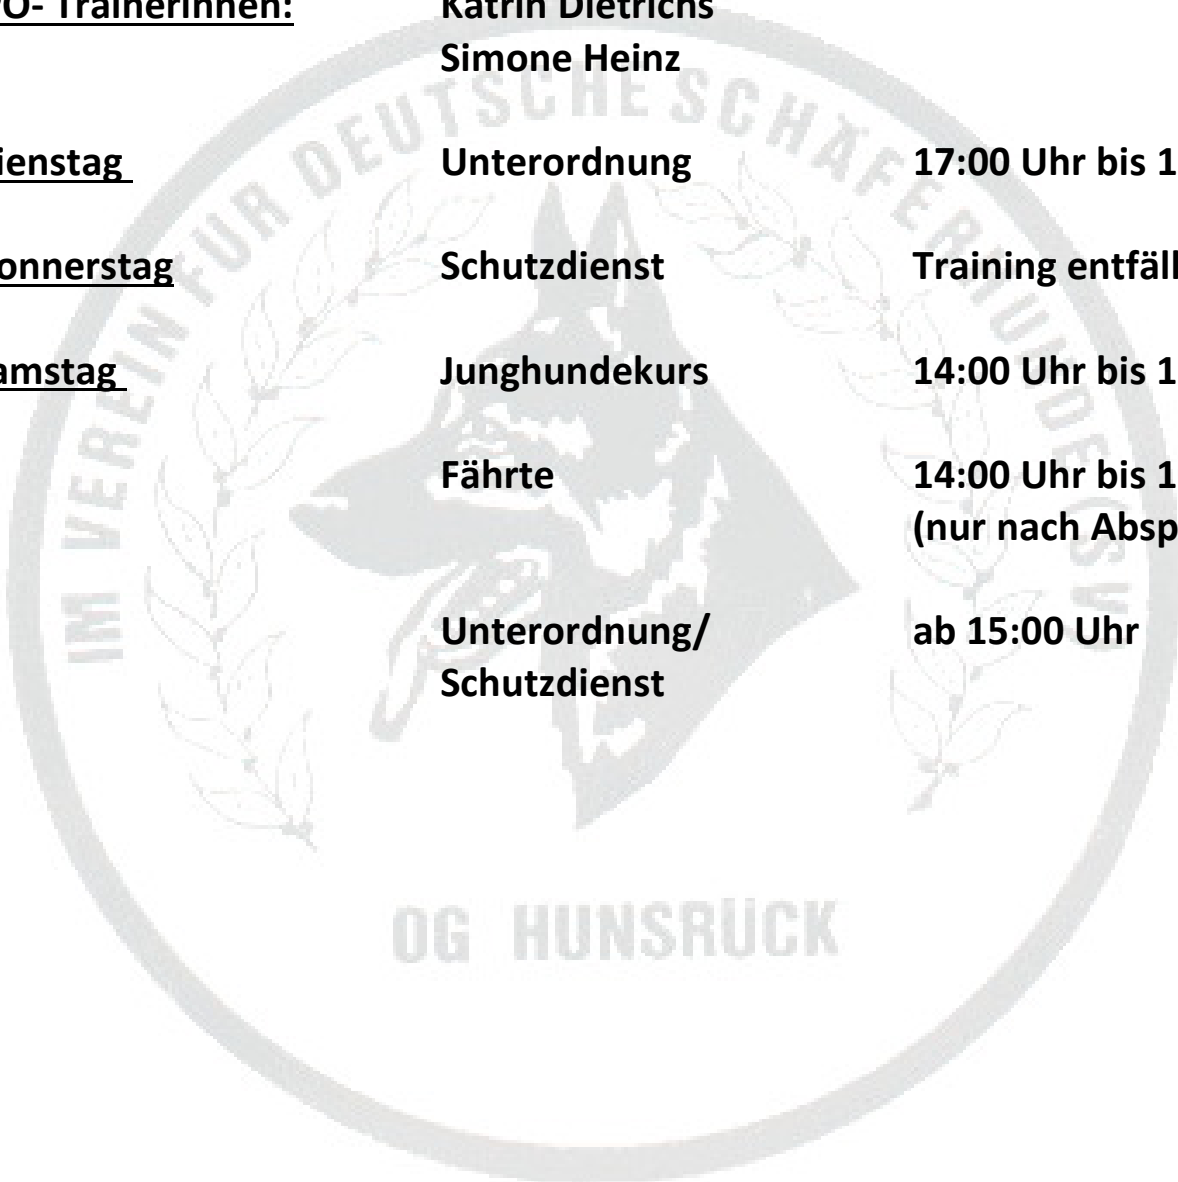 VO- Trainerinnen: Katrin Dietrichs
Simone Heinz
ienstag Unterordnung 17:00 Uhr bis 1
onnerstag Schutzdienst Training entfäll
amstag Junghundekurs 14:00 Uhr bis 1
Fährte 14:00 Uhr bis 1
(nur nach Absp
Unterordnung/ ab 15:00 Uhr
Schutzdienst
IM VEREIN FÜR DEUTSCHE SCHÄFERHUNDE (SV)
OG HUNSRÜCK